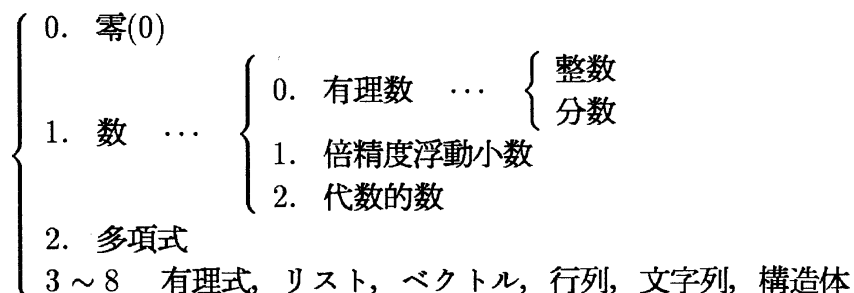 0. 零(0)
1. 数 … 0. 有理数 … 整数
分数
1. 倍精度浮動小数
2. 代数的数
2. 多項式
3 ~ 8 有理式, リスト, ベクトル, 行列, 文字列, 構造体